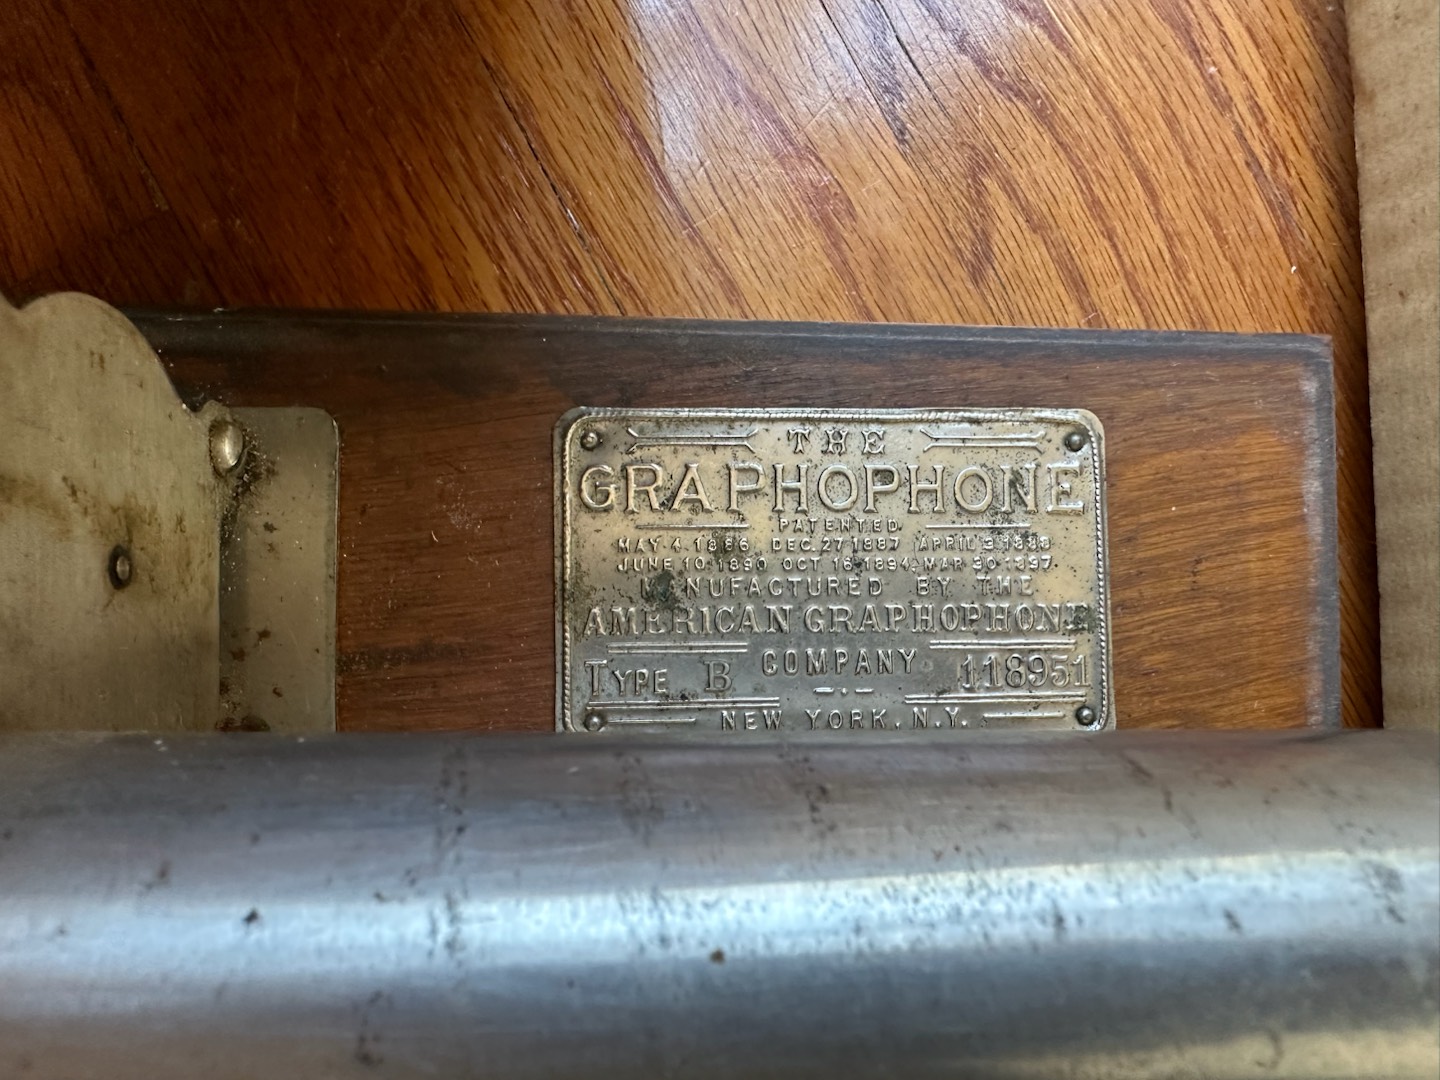 THE
GRAPHOPHONE
PATENTED
MAY 4 1886 DEC. 27 1887 APRIL 3 1888
JUNE 10 1890 OCT 16 1894 MAR 30 1897
MANUFACTURED BY THE
AMERICAN GRAPHOPHONE
COMPANY
TYPE B 118951
NEW YORK, N.Y.